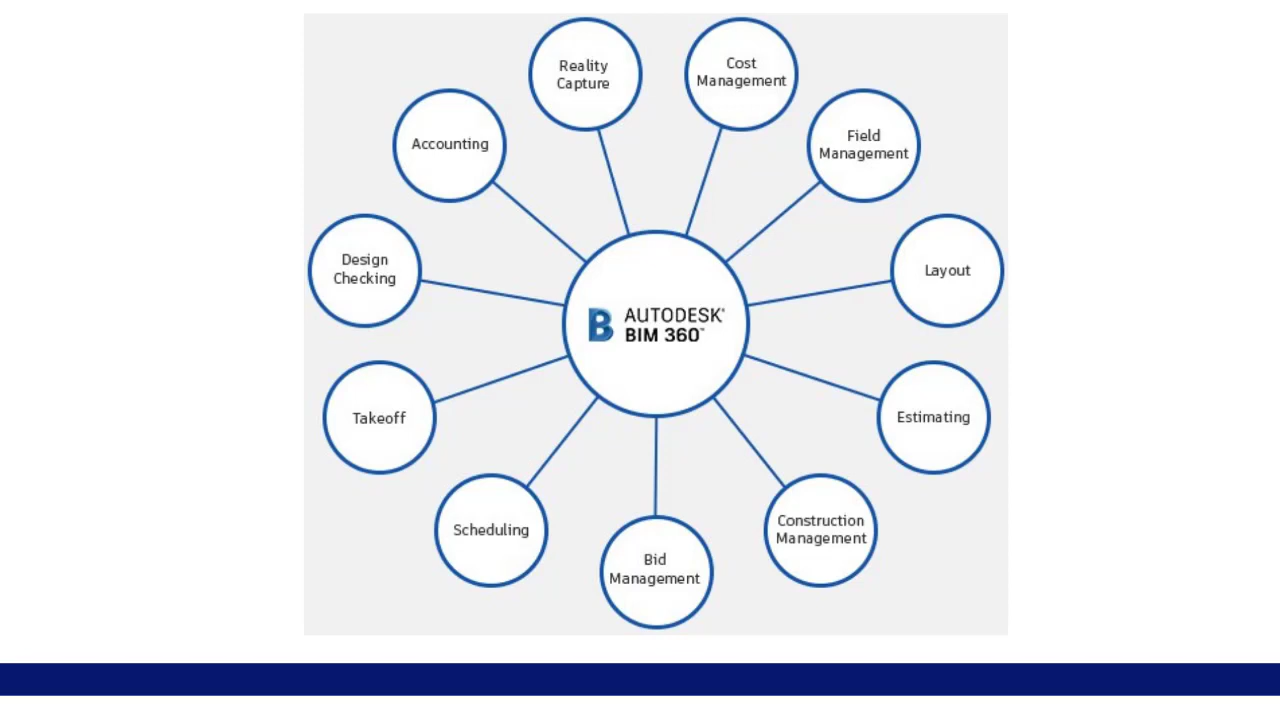 Reality
Capture
Cost
Management
Accounting
Field
Management
Design
Checking
Layout
AUTODESK®
BIM 360™
Takeoff
Estimating
Scheduling
Construction
Management
Bid
Management